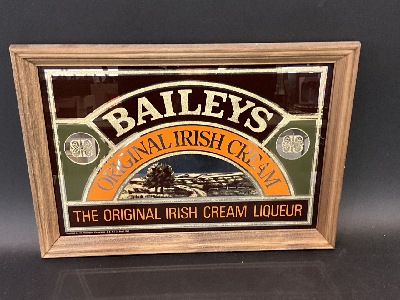 BAILEYS
ORIGINAL IRISH CREAM
THE ORIGINAL IRISH CREAM LIQUEUR